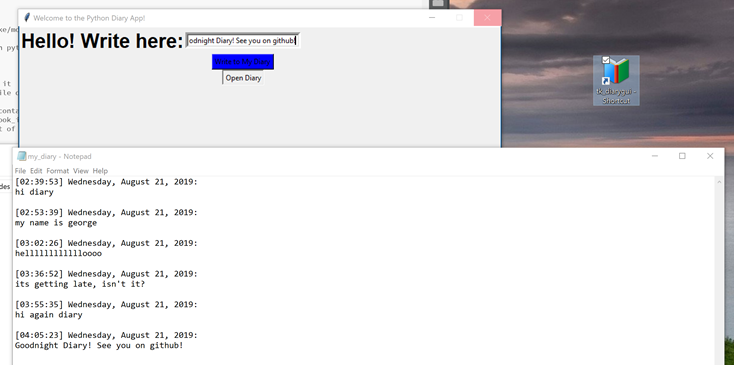 Welcome to the Python Diary App!
Hello! Write here:
odnight Diary! See you on github!
Write to My Diary
Open Diary
tk_diarygui -
Shortcut
my_diary - Notepad
File Edit Format View Help
[02:39:53] Wednesday, August 21, 2019:
hi diary
[02:53:39] Wednesday, August 21, 2019:
my name is george
[03:02:26] Wednesday, August 21, 2019:
helllllllllllloooo
[03:36:52] Wednesday, August 21, 2019:
its getting late, isn't it?
[03:55:35] Wednesday, August 21, 2019:
hi again diary
[04:05:23] Wednesday, August 21, 2019:
Goodnight Diary! See you on github!